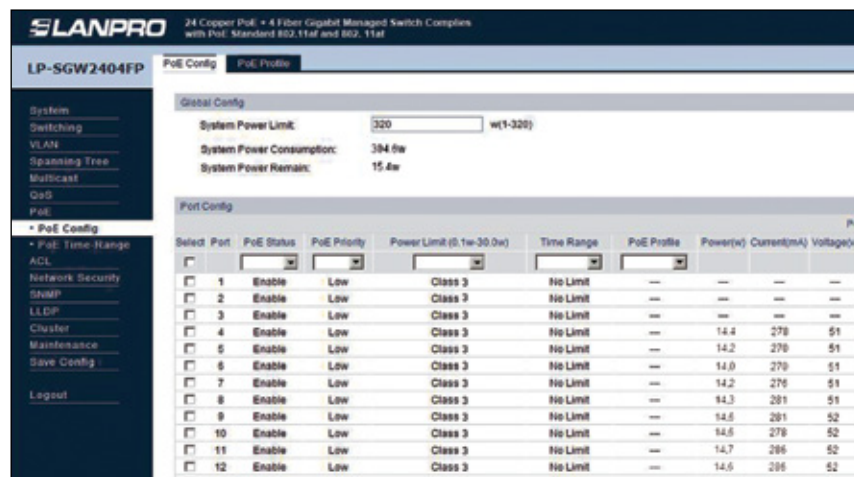 LANPRO
24 Copper PoE + 4 Fiber Gigabit Managed Switch Complies
with PoE Standard 802.11af and 802. 11at
LP-SGW2404FP
PoE Config PoE Profile
System
Switching
VLAN
Spanning Tree
Multicast
QoS
PoE
• PoE Config
• PoE Time-Range
ACL
Network Security
SNMP
LLDP
Cluster
Maintenance
Save Config
Logout
Global Config
System Power Limit: 320 w(1-320)
System Power Consumption: 304.6w
System Power Remain: 15.4w
Port Config
Select Port PoE Status PoE Priority Power Limit (0.1w-30.0w) Time Range PoE Profile Power(w) Current(mA) Voltage(v
1 Enable Low Class 3 No Limit --- --- --- ---
2 Enable Low Class 3 No Limit --- --- --- ---
3 Enable Low Class 3 No Limit --- --- --- ---
4 Enable Low Class 3 No Limit --- 14.4 278 51
5 Enable Low Class 3 No Limit --- 14.2 270 51
6 Enable Low Class 3 No Limit --- 14.0 270 51
7 Enable Low Class 3 No Limit --- 14.2 276 51
8 Enable Low Class 3 No Limit --- 14.3 281 51
9 Enable Low Class 3 No Limit --- 14.6 281 52
10 Enable Low Class 3 No Limit --- 14.6 278 52
11 Enable Low Class 3 No Limit --- 14.7 286 52
12 Enable Low Class 3 No Limit --- 14.6 286 52